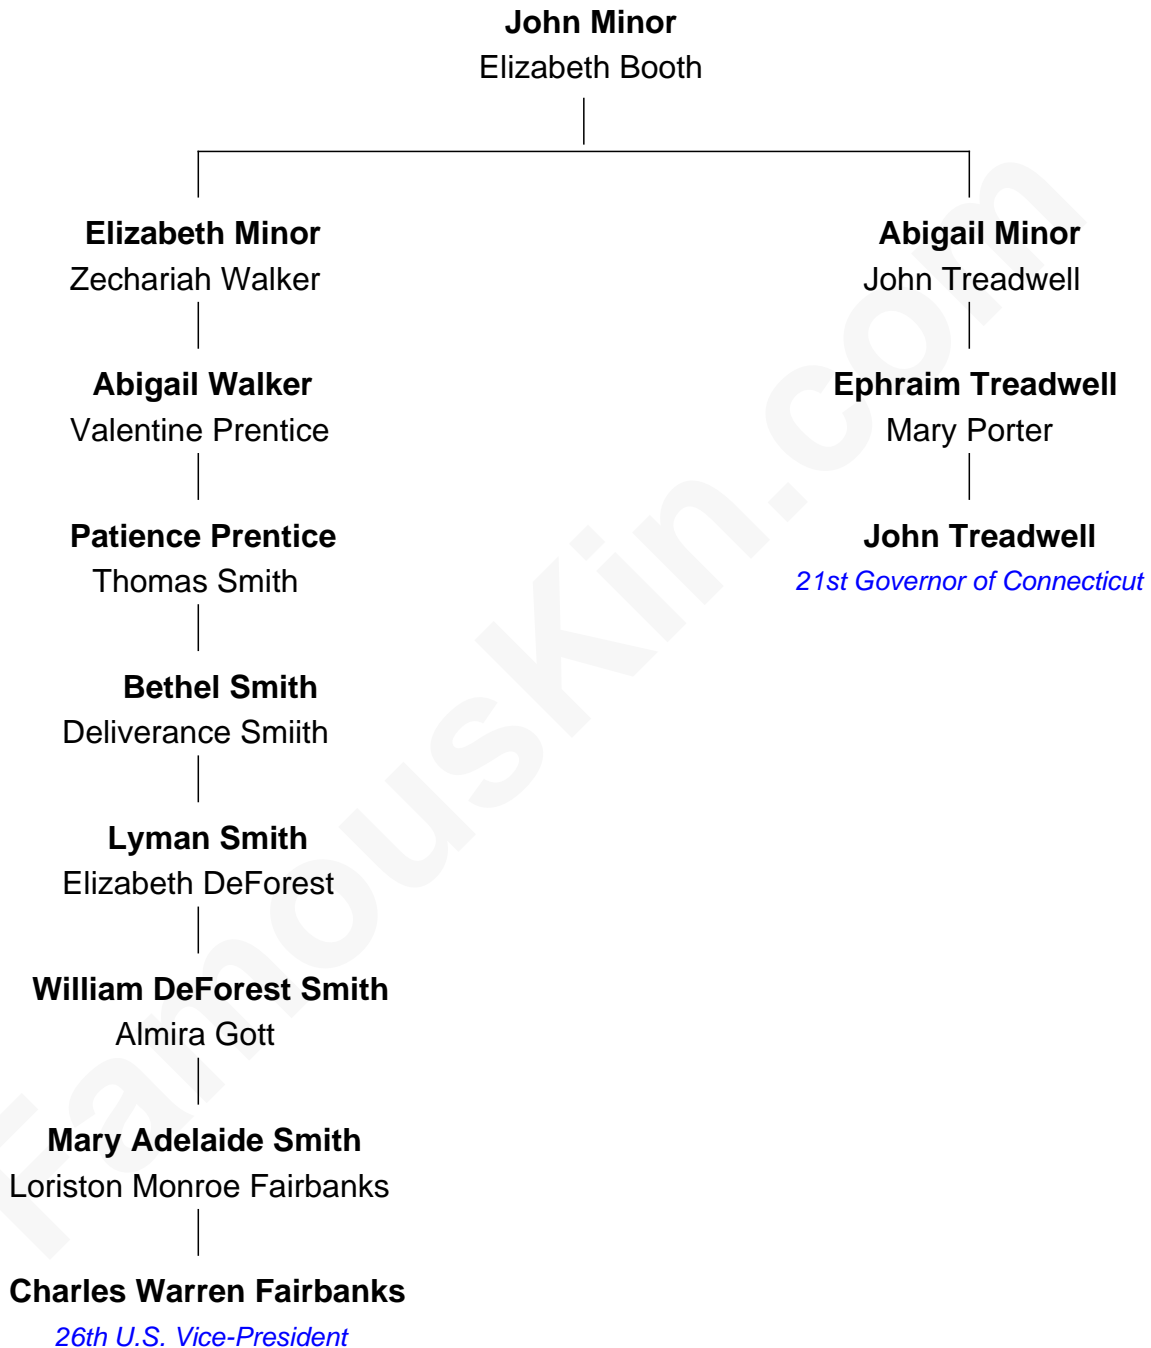 John Minor
Elizabeth Booth
Elizabeth Minor
Zechariah Walker
Abigail Minor
John Treadwell
Abigail Walker
Valentine Prentice
Ephraim Treadwell
Mary Porter
Patience Prentice
Thomas Smith
John Treadwell
21st Governor of Connecticut
Bethel Smith
Deliverance Smiith
Lyman Smith
Elizabeth DeForest
William DeForest Smith
Almira Gott
Mary Adelaide Smith
Loriston Monroe Fairbanks
Charles Warren Fairbanks
26th U.S. Vice-President
FamousKin.com